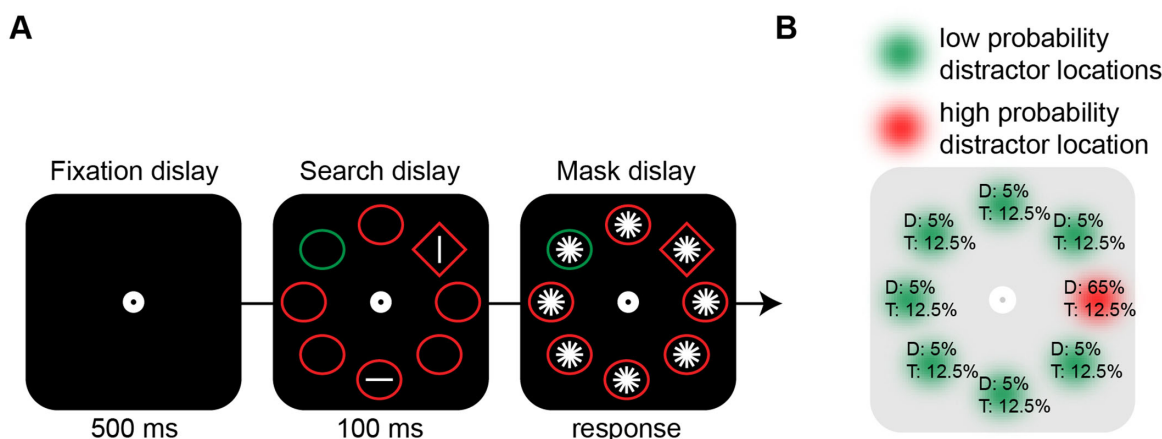 A
Fixation dislay
Search dislay
Mask dislay
500 ms
100 ms
response
B
low probability
distractor locations
high probability
distractor location
D: 5%
T: 12.5%
D: 5%
T: 12.5%
D: 5%
T: 12.5%
D: 5%
T: 12.5%
D: 65%
T: 12.5%
D: 5%
T: 12.5%
D: 5%
T: 12.5%
D: 5%
T: 12.5%